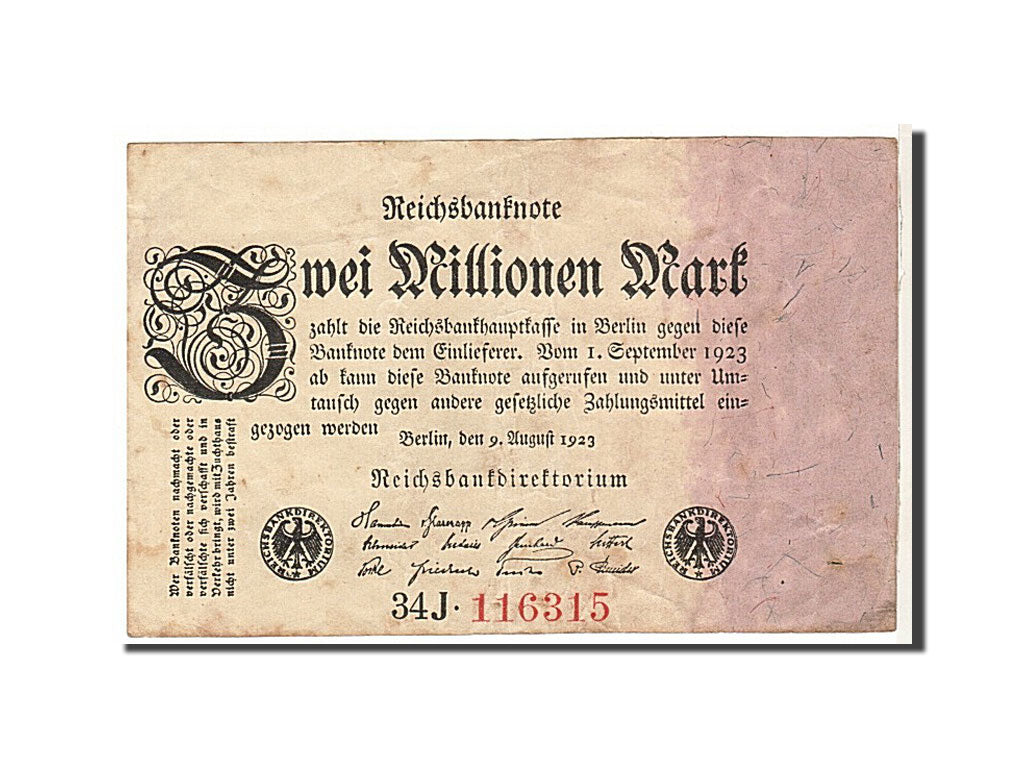 Reichsbanknote
Zwei Millionen Mark
zahlt die Reichsbankhauptkasse in Berlin gegen diese
Banknote dem Einlieferer. Vom 1. September 1923
ab kann diese Banknote aufgerufen und unter Um=
tausch gegen andere gesetzliche Zahlungsmittel ein=
gezogen werden
Berlin, den 9. August 1923
Reichsbankdirektorium
Wer Banknoten nachmacht oder
verfälscht oder nachgemachte oder
verfälschte sich verschafft und in
Verkehr bringt, wird mit Zuchthaus
nicht unter zwei Jahren bestraft
REICHSBANKDIREKTORIUM
REICHSBANKDIREKTORIUM
34J· 116315